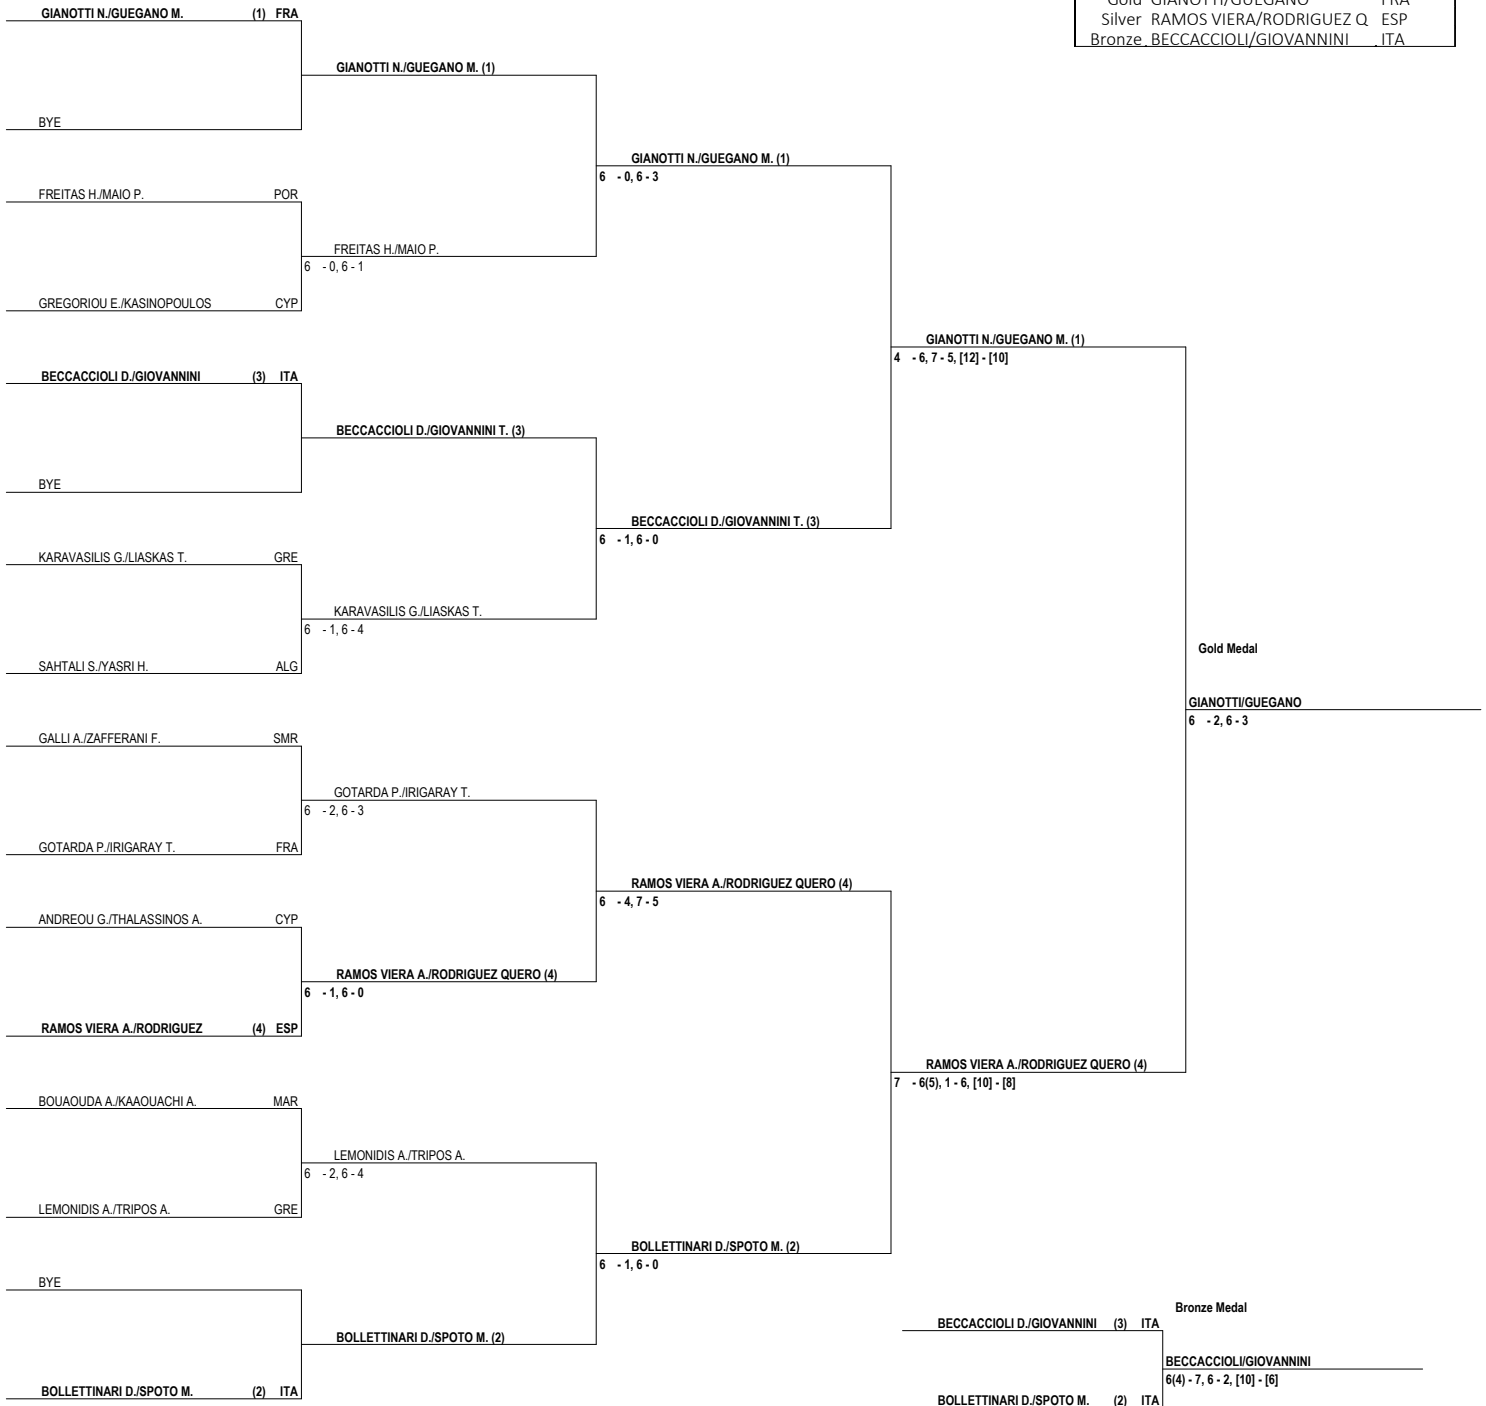 Gold GIANOTTI/GUEGANO FRA
Silver RAMOS VIERA/RODRIGUEZ Q ESP
Bronze BECCACCIOLI/GIOVANNINI ITA
GIANOTTI N./GUEGANO M. (1) FRA
GIANOTTI N./GUEGANO M. (1)
BYE
GIANOTTI N./GUEGANO M. (1)
6 - 0, 6 - 3
FREITAS H./MAIO P. POR
FREITAS H./MAIO P.
6 - 0, 6 - 1
GREGORIOU E./KASINOPOULOS CYP
GIANOTTI N./GUEGANO M. (1)
4 - 6, 7 - 5, [12] - [10]
BECCACCIOLI D./GIOVANNINI (3) ITA
BECCACCIOLI D./GIOVANNINI T. (3)
BYE
BECCACCIOLI D./GIOVANNINI T. (3)
6 - 1, 6 - 0
KARAVASILIS G./LIASKAS T. GRE
KARAVASILIS G./LIASKAS T.
6 - 1, 6 - 4
SAHTALI S./YASRI H. ALG
Gold Medal
GIANOTTI/GUEGANO
6 - 2, 6 - 3
GALLI A./ZAFFERANI F. SMR
GOTARDA P./IRIGARAY T.
6 - 2, 6 - 3
GOTARDA P./IRIGARAY T. FRA
RAMOS VIERA A./RODRIGUEZ QUERO (4)
6 - 4, 7 - 5
ANDREOU G./THALASSINOS A. CYP
RAMOS VIERA A./RODRIGUEZ QUERO (4)
6 - 1, 6 - 0
RAMOS VIERA A./RODRIGUEZ (4) ESP
RAMOS VIERA A./RODRIGUEZ QUERO (4)
7 - 6(5), 1 - 6, [10] - [8]
BOUAOUDA A./KAAOUACHI A. MAR
LEMONIDIS A./TRIPOS A.
6 - 2, 6 - 4
LEMONIDIS A./TRIPOS A. GRE
BOLLETTINARI D./SPOTO M. (2)
6 - 1, 6 - 0
BYE
BOLLETTINARI D./SPOTO M. (2)
BOLLETTINARI D./SPOTO M. (2) ITA
Bronze Medal
BECCACCIOLI D./GIOVANNINI (3) ITA
BECCACCIOLI/GIOVANNINI
6(4) - 7, 6 - 2, [10] - [6]
BOLLETTINARI D./SPOTO M. (2) ITA